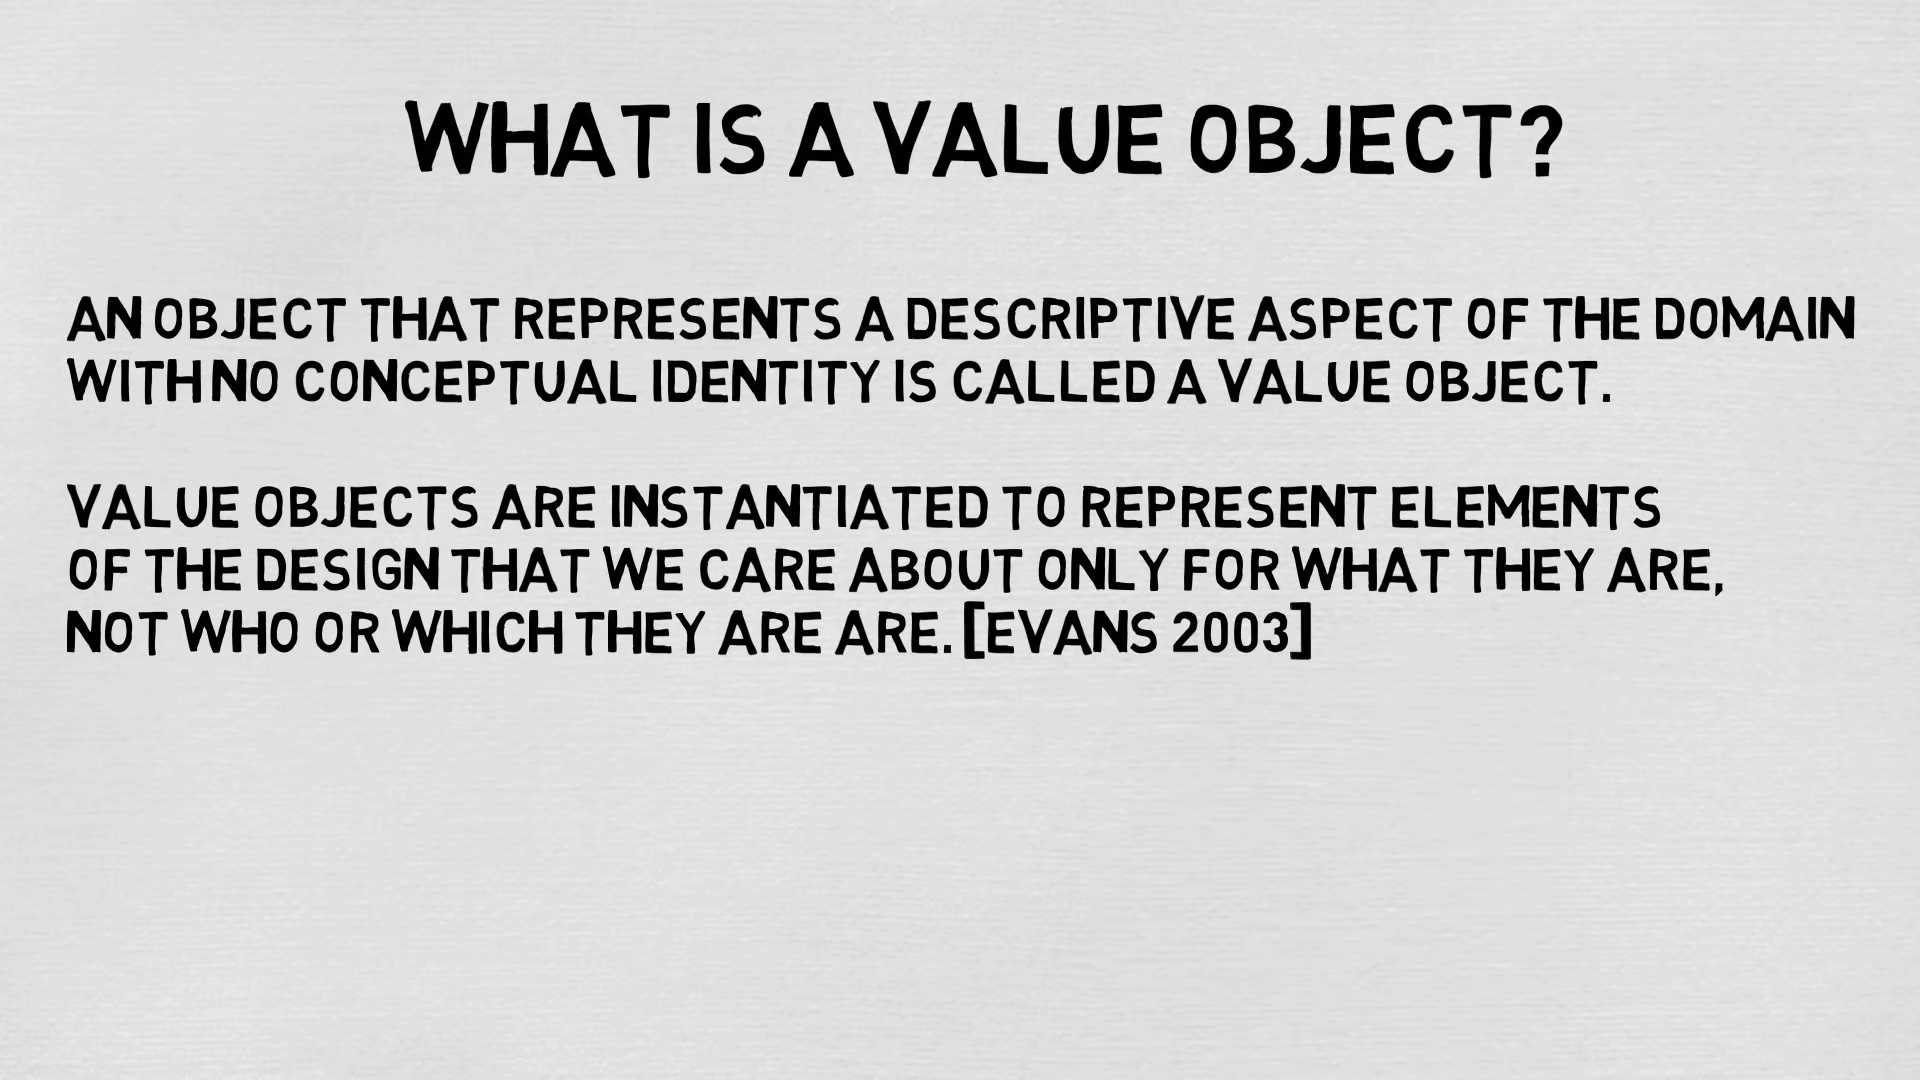 WHAT IS A VALUE OBJECT?
AN OBJECT THAT REPRESENTS A DESCRIPTIVE ASPECT OF THE DOMAIN
WITH NO CONCEPTUAL IDENTITY IS CALLED A VALUE OBJECT.
VALUE OBJECTS ARE INSTANTIATED TO REPRESENT ELEMENTS
OF THE DESIGN THAT WE CARE ABOUT ONLY FOR WHAT THEY ARE,
NOT WHO OR WHICH THEY ARE ARE. [EVANS 2003]